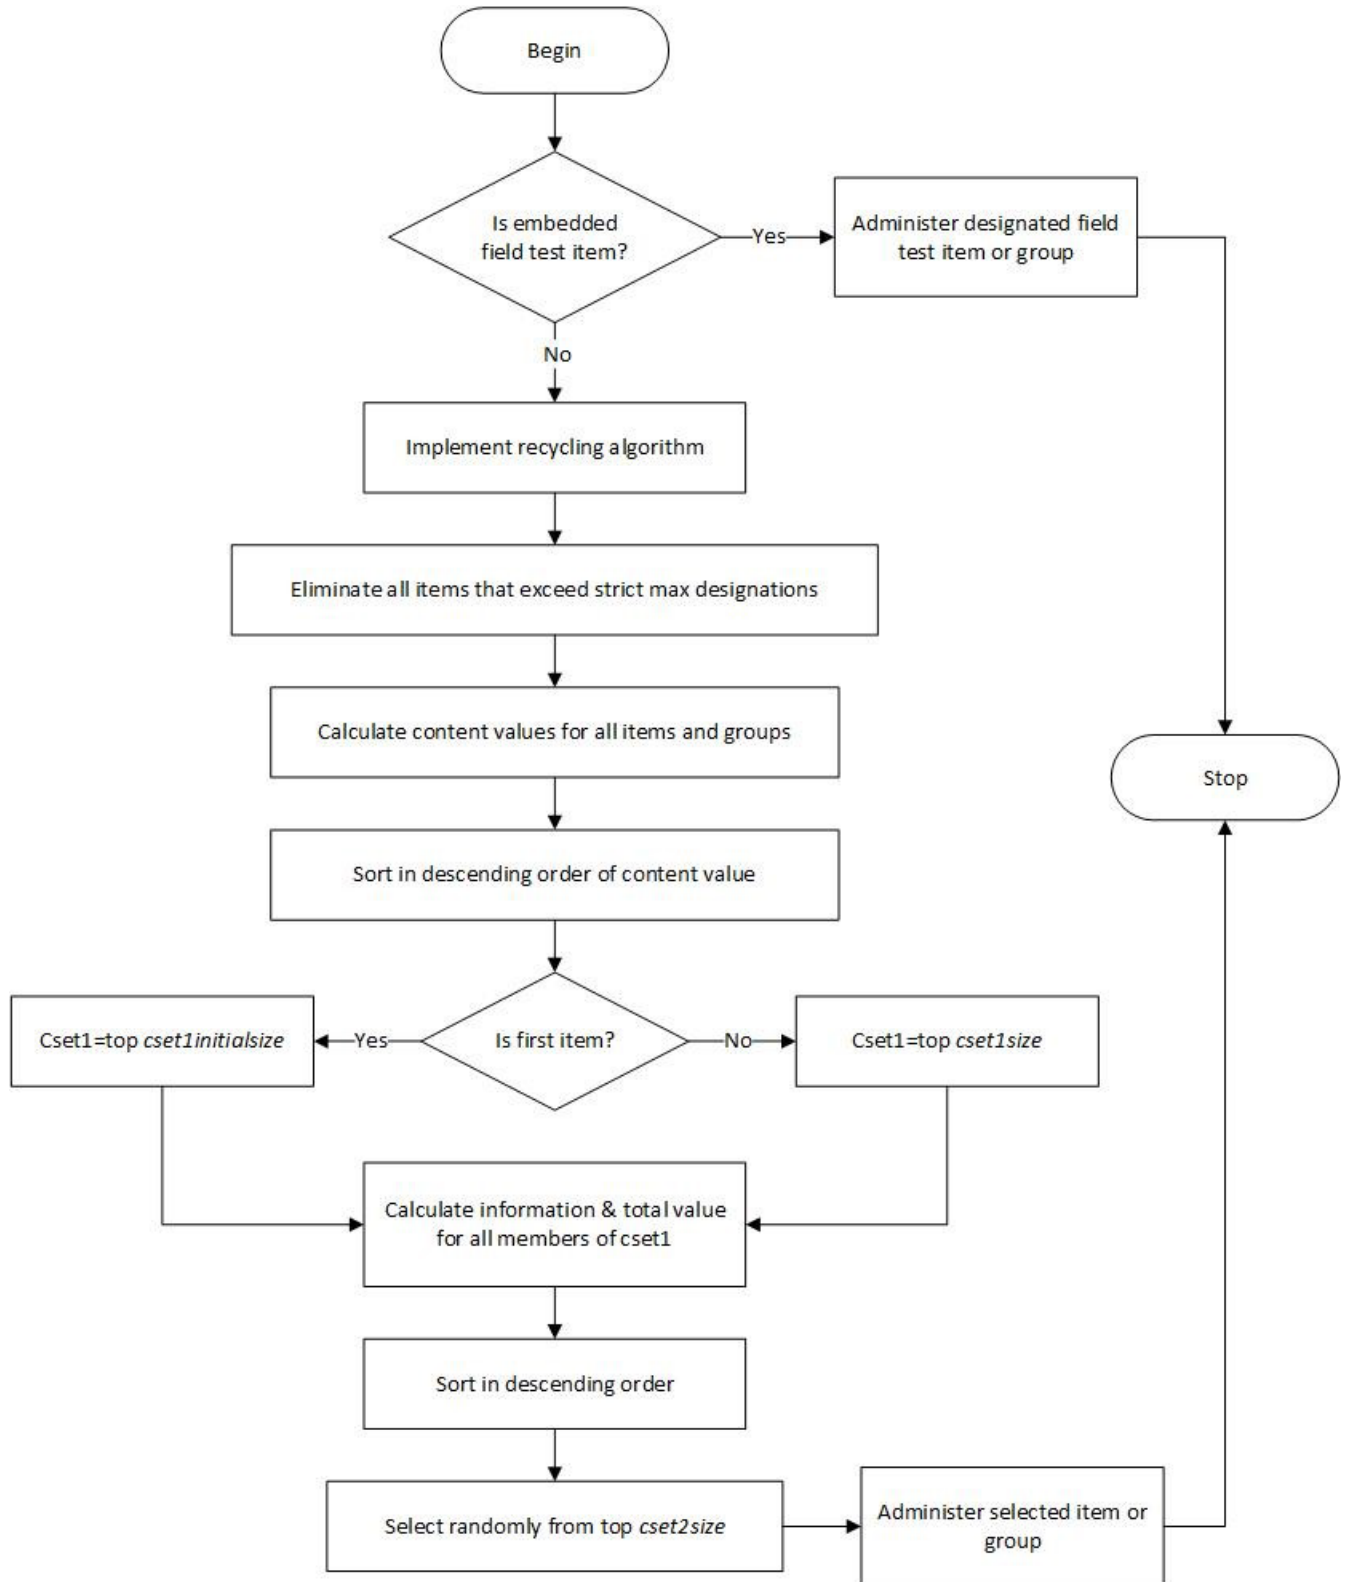 Begin
Is embedded
field test item?
Yes
Administer designated field
test item or group
No
Implement recycling algorithm
Eliminate all items that exceed strict max designations
Calculate content values for all items and groups
Stop
Sort in descending order of content value
Cset1=top cset1initialsize
Yes
Is first item?
No
Cset1=top cset1size
Calculate information & total value
for all members of cset1
Sort in descending order
Select randomly from top cset2size
Administer selected item or
group